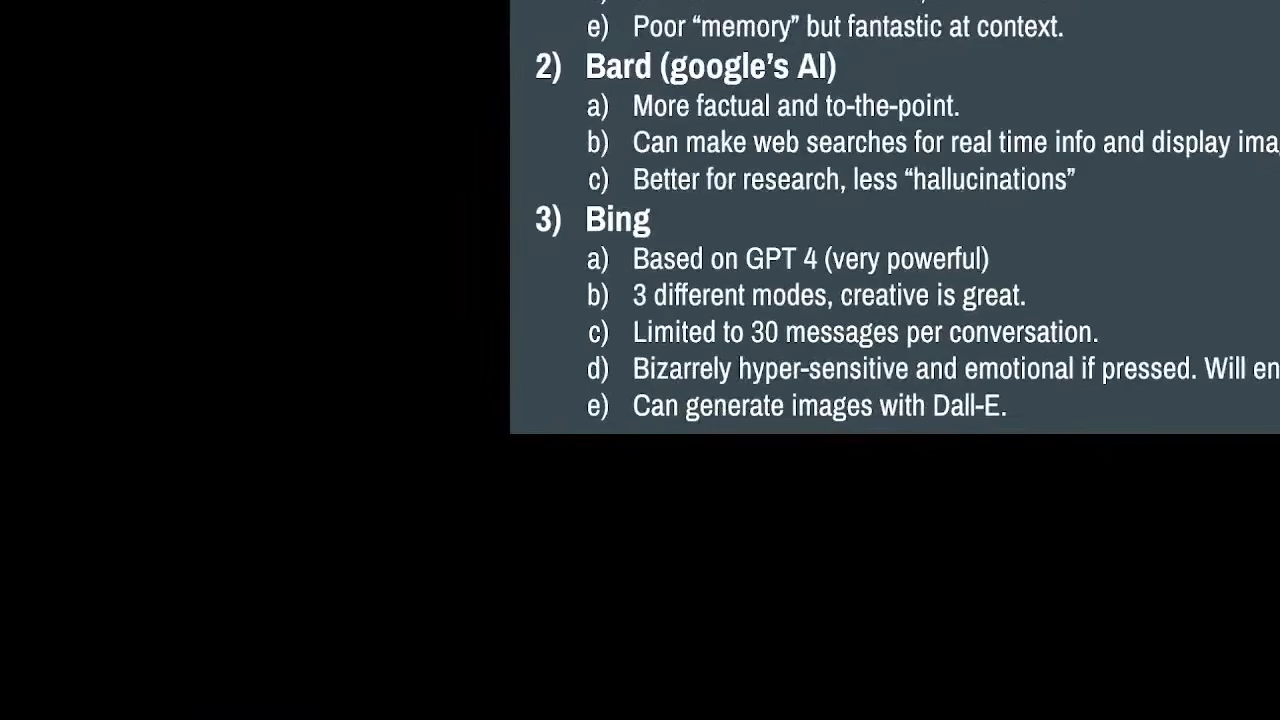 e) Poor “memory” but fantastic at context.
2) Bard (google’s AI)
a) More factual and to-the-point.
b) Can make web searches for real time info and display
c) Better for research, less “hallucinations”
3) Bing
a) Based on GPT 4 (very powerful)
b) 3 different modes, creative is great.
c) Limited to 30 messages per conversation.
d) Bizarrely hyper-sensitive and emotional if pressed. Will
e) Can generate images with Dall-E.